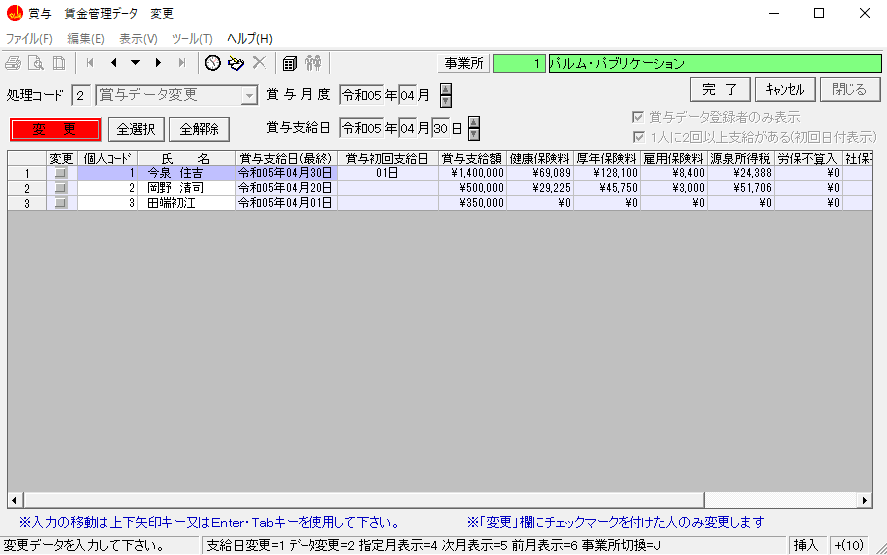 賞与　賃金管理データ　変更
ファイル(F)　編集(E)　表示(V)　ツール(T)　ヘルプ(H)
事業所　1　パルム・パブリケーション
処理コード　2　賞与データ変更　賞与月度　令和05年04月　完 了　キャンセル　閉じる
変　更　全選択　全解除　賞与支給日　令和05年04月30日
賞与データ登録者のみ表示
1人に2回以上支給がある(初回日付表示)
変更　個人コード　氏　名　賞与支給日(最終)　賞与初回支給日　賞与支給額　健康保険料　厚年保険料　雇用保険料　源泉所得税　労保不算入　社保
1　1　今泉 住吉　令和05年04月30日　01日　¥1,400,000　¥69,089　¥128,100　¥8,400　¥24,388　¥0
2　2　岡野 清司　令和05年04月20日　¥500,000　¥29,225　¥45,750　¥3,000　¥51,706　¥0
3　3　田端初江　令和05年04月01日　¥350,000　¥0　¥0　¥0　¥0　¥0
※入力の移動は上下矢印キー又はEnter・Tabキーを使用して下さい。　※「変更」欄にチェックマークを付けた人のみ変更します
変更データを入力して下さい。　支給日変更=1 データ変更=2 指定月表示=4 次月表示=5 前月表示=6 事業所切換=J　挿入　+(10)